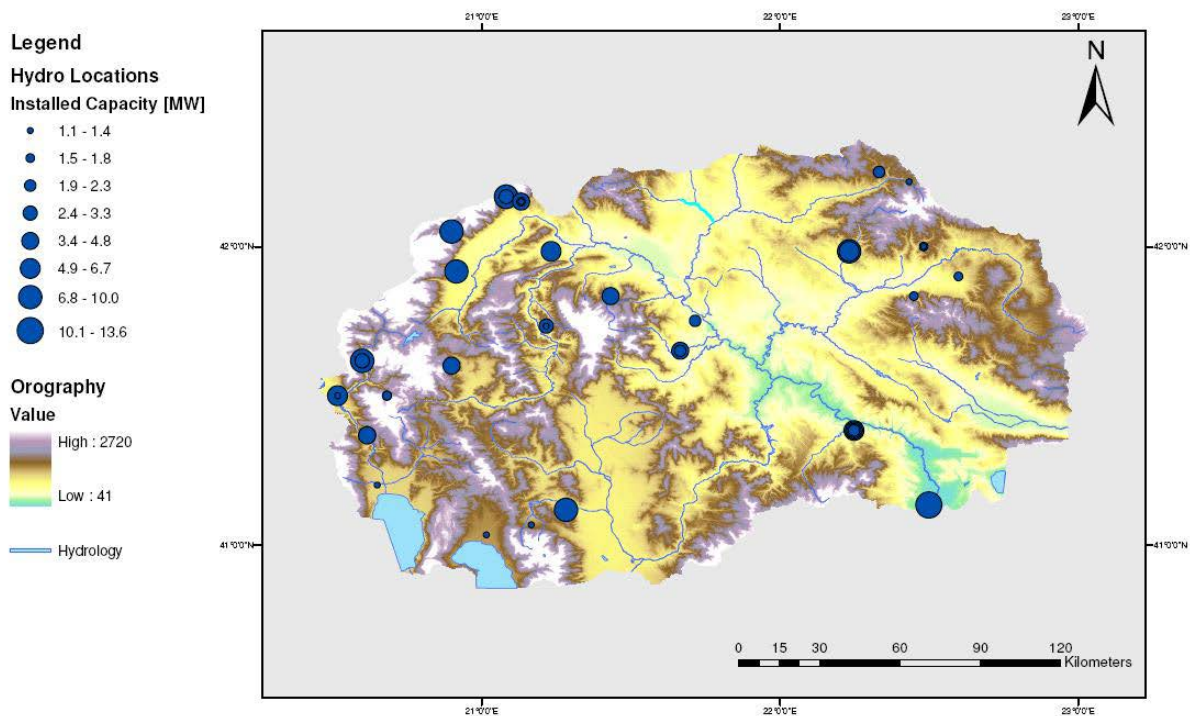 Legend
Hydro Locations
Installed Capacity [MW]
1.1 - 1.4
1.5 - 1.8
1.9 - 2.3
2.4 - 3.3
3.4 - 4.8
4.9 - 6.7
6.8 - 10.0
10.1 - 13.6
Orography
Value
High : 2720
Low : 41
Hydrology
21°0'0"E 22°0'0"E 23°0'0"E
N
42°0'0"N 42°0'0"N
41°0'0"N 41°0'0"N
0 15 30 60 90 120
Kilometers
21°0'0"E 22°0'0"E 23°0'0"E